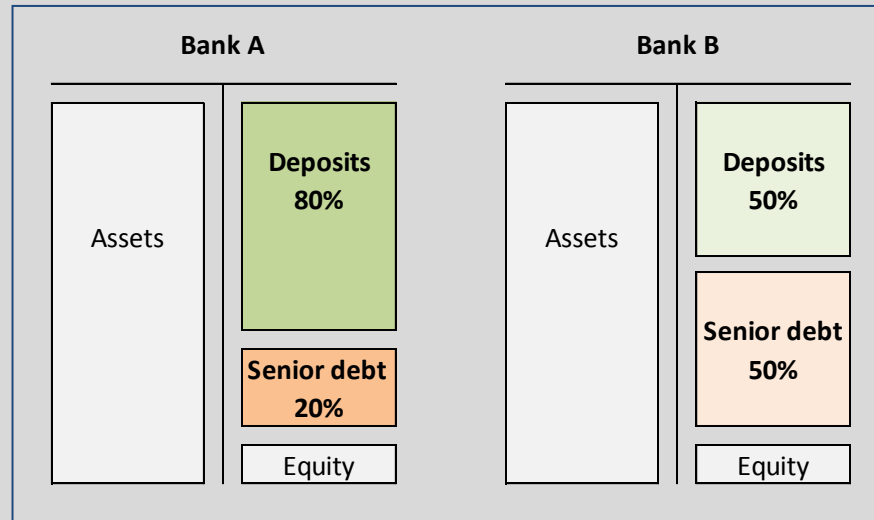 Bank A
Assets
Deposits
80%
Senior debt
20%
Equity
Bank B
Assets
Deposits
50%
Senior debt
50%
Equity